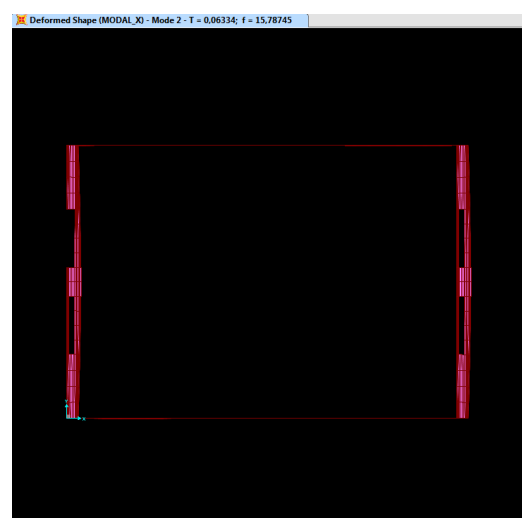 Deformed Shape (MODAL_X) - Mode 2 - T = 0,06334; f = 15,78745
Y
X